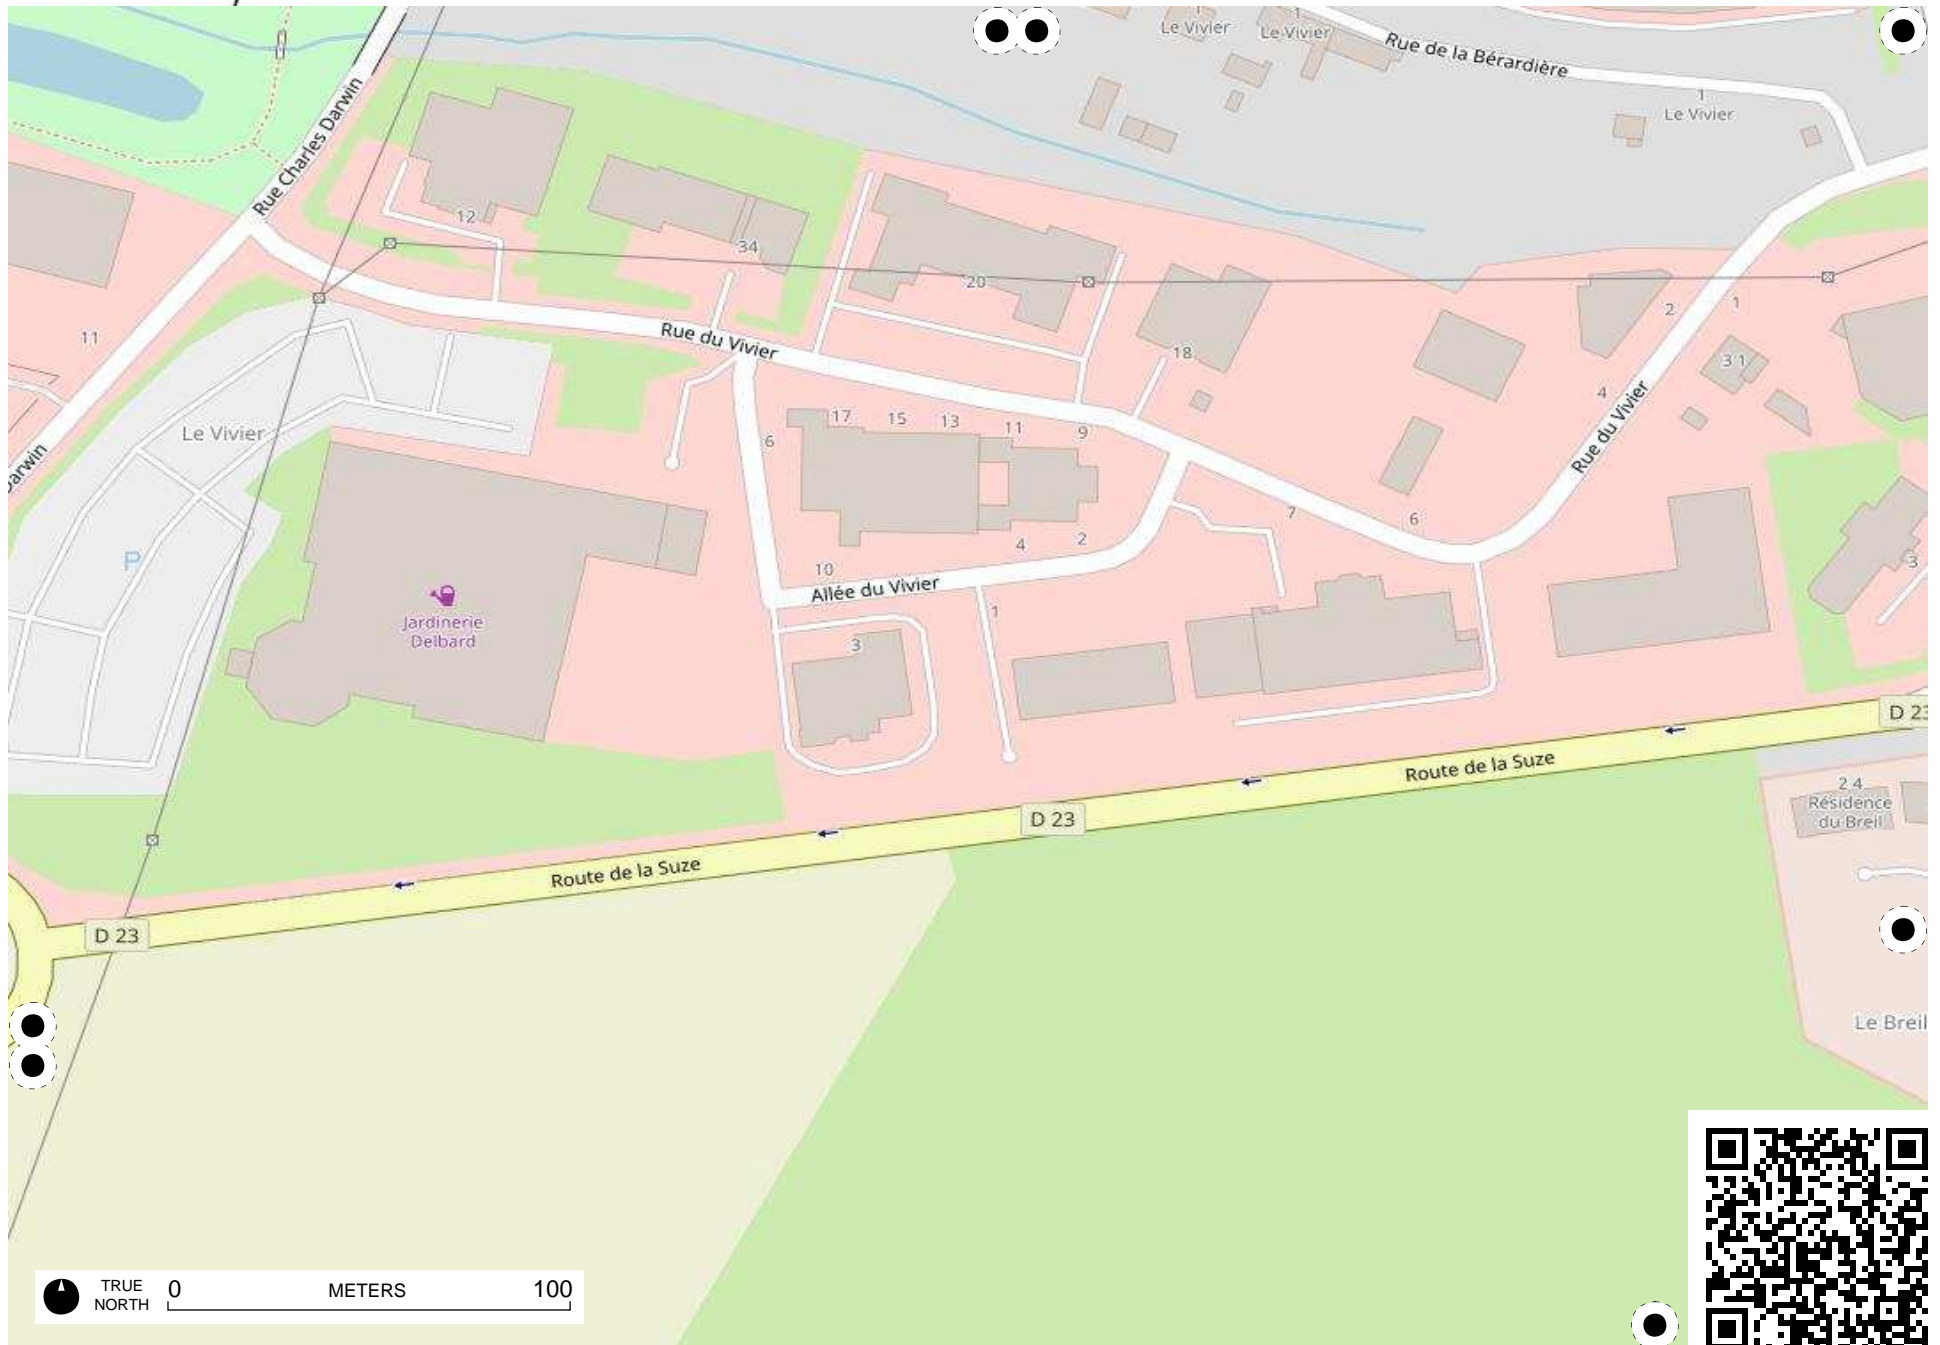 Le Vivier
1
Le Vivier
1
Rue de la Bérardière
1
Le Vivier
Rue Charles Darwin
12
34
20
11
Rue du Vivier
18
2
1
3 1
4
Rue du Vivier
Le Vivier
17
15
13
11
9
6
Darwin
7
6
P
4
2
10
Allée du Vivier
Jardinerie
Delbard
3
1
3
D 23
Route de la Suze
2 4
Résidence
du Breil
D 23
Route de la Suze
D 23
Le Breil
TRUE
NORTH
0
METERS
100